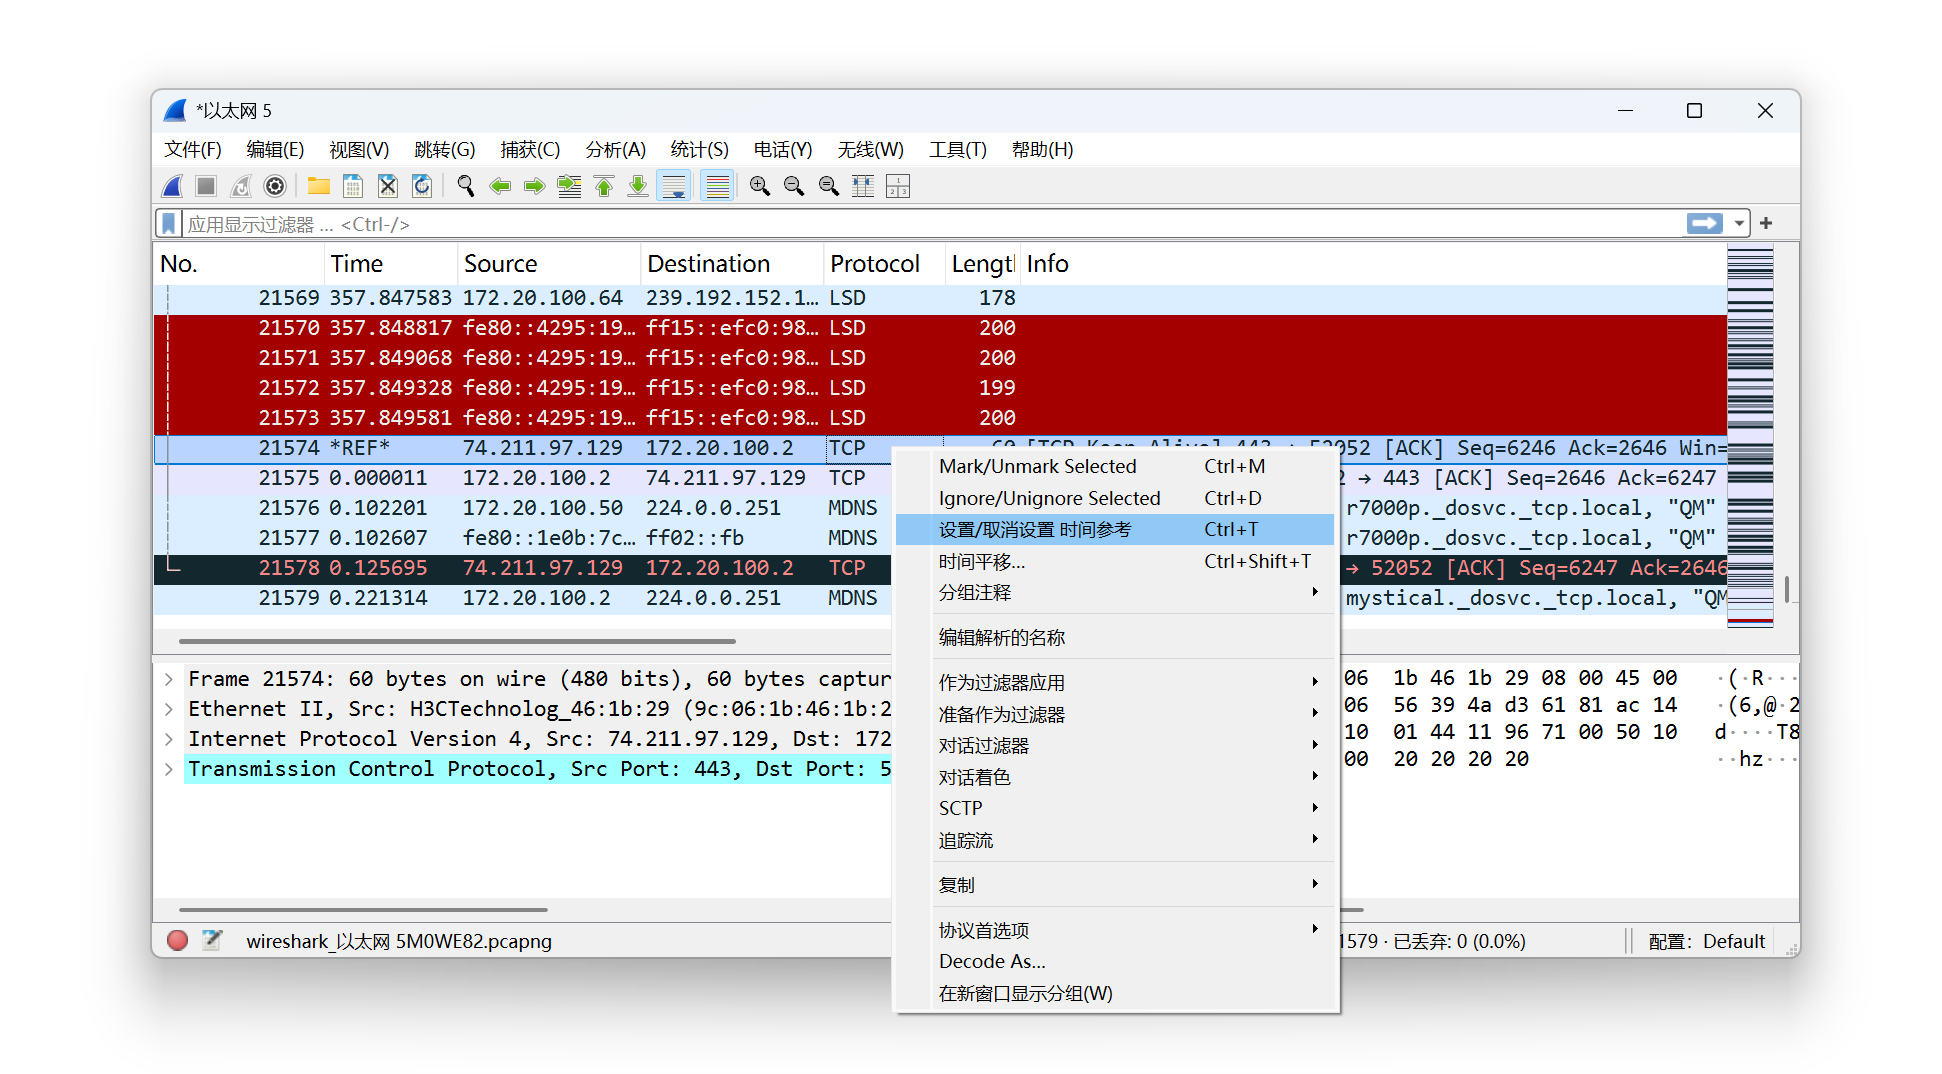 *以太网 5
文件(F) 编辑(E) 视图(V) 跳转(G) 捕获(C) 分析(A) 统计(S) 电话(Y) 无线(W) 工具(T) 帮助(H)
应用显示过滤器 … <Ctrl-/>
No. Time Source Destination Protocol Lengt Info
21569 357.847583 172.20.100.64 239.192.152.1… LSD 178
21570 357.848817 fe80::4295:19… ff15::efc0:98… LSD 200
21571 357.849068 fe80::4295:19… ff15::efc0:98… LSD 200
21572 357.849328 fe80::4295:19… ff15::efc0:98… LSD 199
21573 357.849581 fe80::4295:19… ff15::efc0:98… LSD 200
21574 *REF* 74.211.97.129 172.20.100.2 TCP 60 [TCP Keep-Alive] 443 → 52052 [ACK] Seq=6246 Ack=2646 Win=
21575 0.000011 172.20.100.2 74.211.97.129 TCP 2 → 443 [ACK] Seq=2646 Ack=6247
21576 0.102201 172.20.100.50 224.0.0.251 MDNS r7000p._dosvc._tcp.local, "QM"
21577 0.102607 fe80::1e0b:7c… ff02::fb MDNS r7000p._dosvc._tcp.local, "QM"
21578 0.125695 74.211.97.129 172.20.100.2 TCP → 52052 [ACK] Seq=6247 Ack=2646
21579 0.221314 172.20.100.2 224.0.0.251 MDNS mystical._dosvc._tcp.local, "QM
Mark/Unmark Selected Ctrl+M
Ignore/Unignore Selected Ctrl+D
设置/取消设置 时间参考 Ctrl+T
时间平移… Ctrl+Shift+T
分组注释
编辑解析的名称
作为过滤器应用
准备作为过滤器
对话过滤器
对话着色
SCTP
追踪流
复制
协议首选项
Decode As…
在新窗口显示分组(W)
Frame 21574: 60 bytes on wire (480 bits), 60 bytes captur
Ethernet II, Src: H3CTechnolog_46:1b:29 (9c:06:1b:46:1b:2
Internet Protocol Version 4, Src: 74.211.97.129, Dst: 172
Transmission Control Protocol, Src Port: 443, Dst Port: 5
06 1b 46 1b 29 08 00 45 00 ·(·R···
06 56 39 4a d3 61 81 ac 14 ·(6,@·2
10 01 44 11 96 71 00 50 10 d····T8
00 20 20 20 20 ··hz···
wireshark_以太网 5M0WE82.pcapng
1579 · 已丢弃: 0 (0.0%)
配置: Default